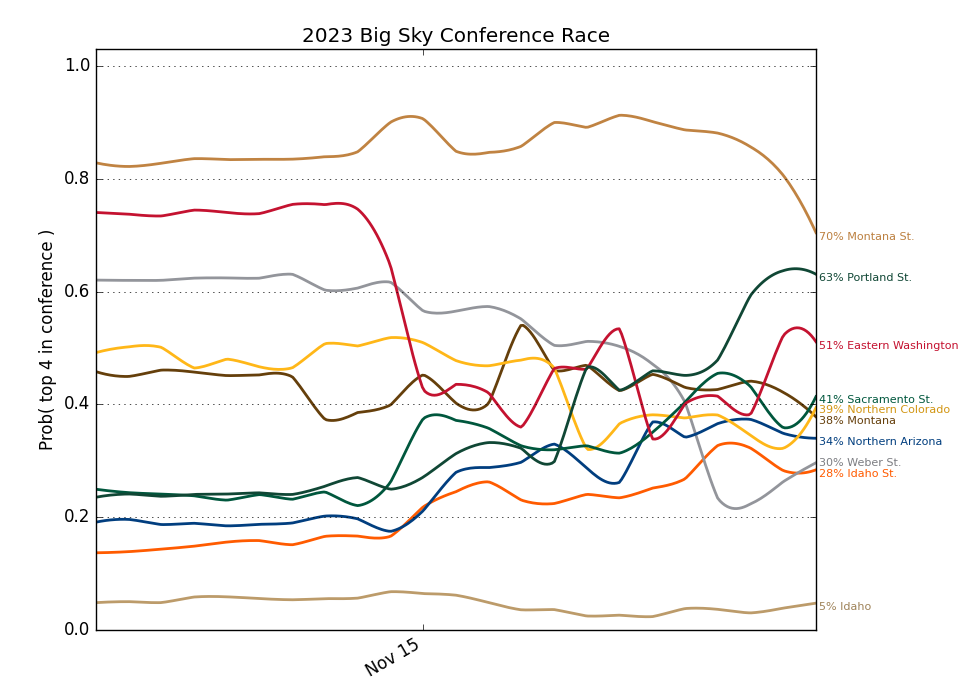 2023 Big Sky Conference Race
Prob( top 4 in conference )
1.0
0.8
0.6
0.4
0.2
0.0
Nov 15
70% Montana St.
63% Portland St.
51% Eastern Washington
41% Sacramento St.
39% Northern Colorado
38% Montana
34% Northern Arizona
30% Weber St.
28% Idaho St.
5% Idaho